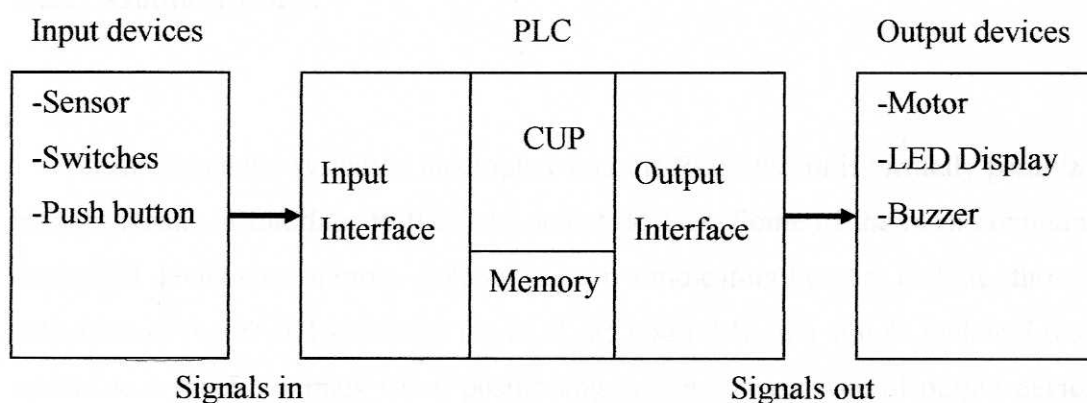 Input devices
PLC
Output devices
-Sensor
-Switches
-Push button
Input
Interface
CUP
Memory
Output
Interface
-Motor
-LED Display
-Buzzer
Signals in
Signals out